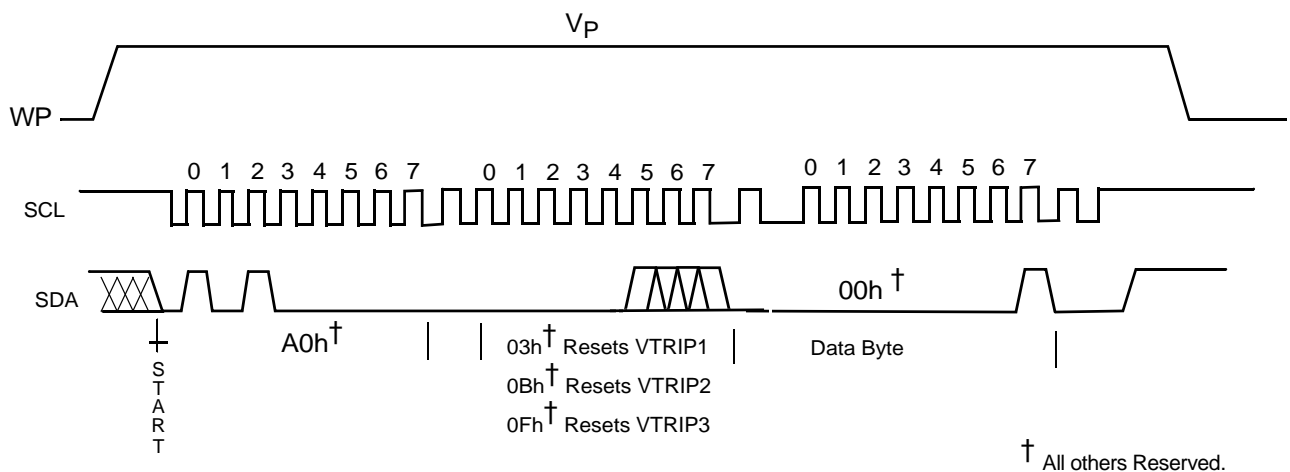 VP
WP
0 1 2 3 4 5 6 7 0 1 2 3 4 5 6 7 0 1 2 3 4 5 6 7
SCL
SDA
00h †
A0h†
03h† Resets VTRIP1
Data Byte
0Bh† Resets VTRIP2
0Fh† Resets VTRIP3
START
† All others Reserved.